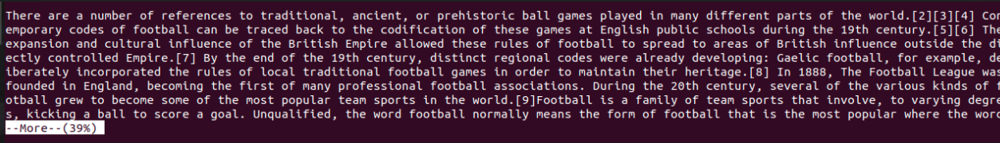 There are a number of references to traditional, ancient, or prehistoric ball games played in many different parts of the world.[2][3][4] Con
emporary codes of football can be traced back to the codification of these games at English public schools during the 19th century.[5][6] The
expansion and cultural influence of the British Empire allowed these rules of football to spread to areas of British influence outside the di
ectly controlled Empire.[7] By the end of the 19th century, distinct regional codes were already developing: Gaelic football, for example, de
iberately incorporated the rules of local traditional football games in order to maintain their heritage.[8] In 1888, The Football League was
founded in England, becoming the first of many professional football associations. During the 20th century, several of the various kinds of f
otball grew to become some of the most popular team sports in the world.[9]Football is a family of team sports that involve, to varying degre
s, kicking a ball to score a goal. Unqualified, the word football normally means the form of football that is the most popular where the word
--More--(39%)